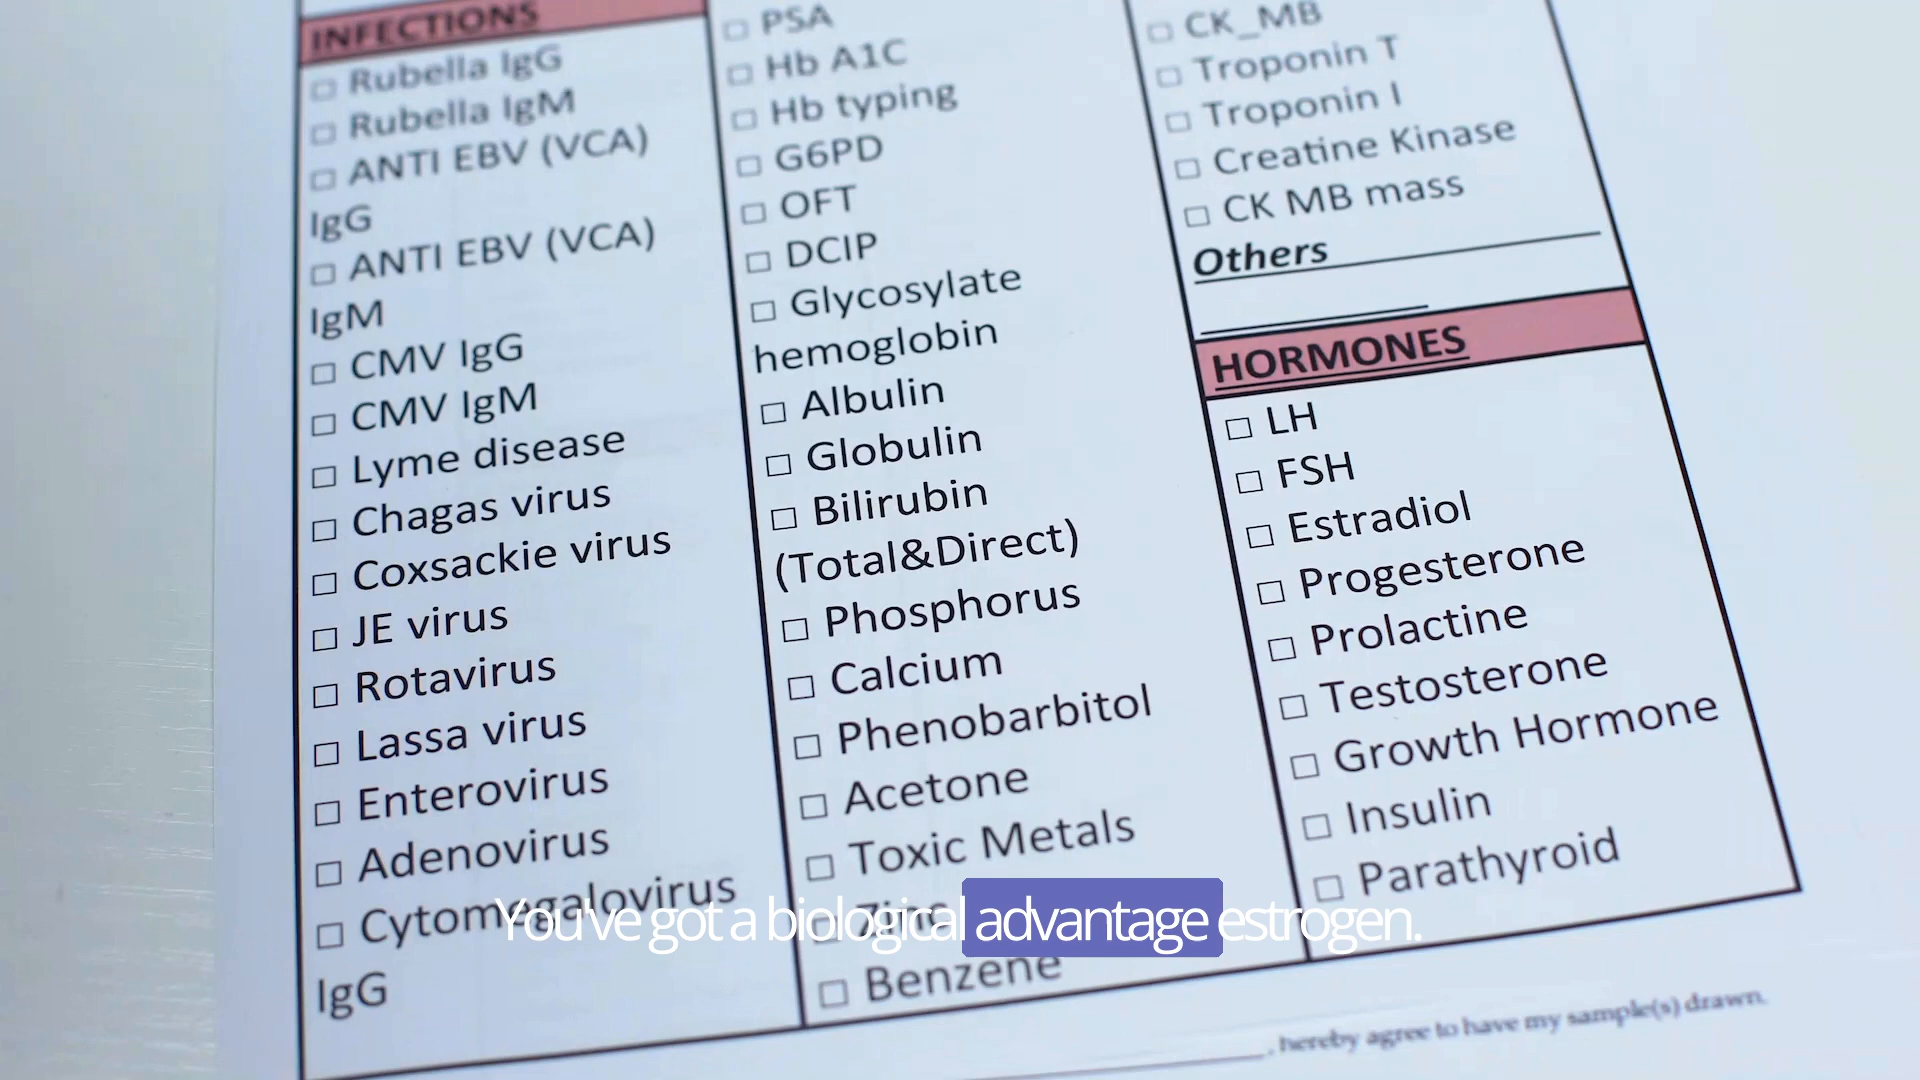 INFECTIONS
□ Rubella IgG
□ Rubella IgM
□ ANTI EBV (VCA)
IgG
□ ANTI EBV (VCA)
IgM
□ CMV IgG
□ CMV IgM
□ Lyme disease
□ Chagas virus
□ Coxsackie virus
□ JE virus
□ Rotavirus
□ Lassa virus
□ Enterovirus
□ Adenovirus
□ Cytomegalovirus
IgG
□ PSA
□ Hb A1C
□ Hb typing
□ G6PD
□ OFT
□ DCIP
□ Glycosylate
hemoglobin
□ Albulin
□ Globulin
□ Bilirubin
(Total&Direct)
□ Phosphorus
□ Calcium
□ Phenobarbitol
□ Acetone
□ Toxic Metals
□ Zinc
□ Benzene
□ CK_MB
□ Troponin T
□ Troponin I
□ Creatine Kinase
□ CK MB mass
Others
HORMONES
□ LH
□ FSH
□ Estradiol
□ Progesterone
□ Prolactine
□ Testosterone
□ Growth Hormone
□ Insulin
□ Parathyroid
, hereby agree to have my sample(s) drawn.
You've got a biological advantage estrogen.